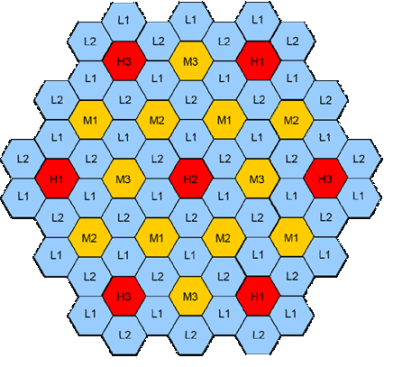 L1 L1 L1
L2 L2 L2 L2
H3 M3 H1
L1 L1 L1 L1
L2 L2 L2 L2 L2
M1 M2 M1 M2
L1 L1 L1 L1 L1
L2 L2 L2 L2 L2 L2
H1 M3 H2 M3 H3
L1 L1 L1 L1 L1 L1
L2 L2 L2 L2 L2
M2 M1 M2 M1
L1 L1 L1 L1 L1
L2 L2 L2 L2
H3 M3 H1
L1 L1 L1 L1
L2 L2 L2